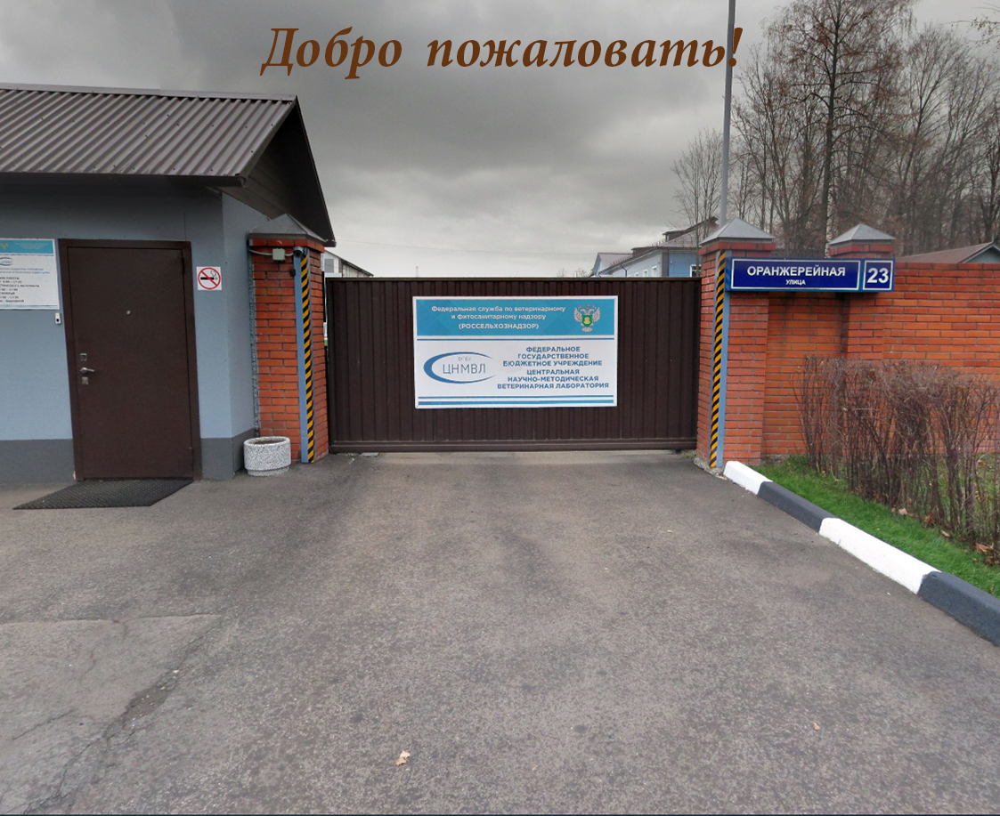 Добро пожаловать!
ОРАНЖЕРЕЙНАЯ
УЛИЦА
23
Федеральная служба по ветеринарному
и фитосанитарному надзору
(РОССЕЛЬХОЗНАДЗОР)
ФГБУ
ЦНМВЛ
ФЕДЕРАЛЬНОЕ
ГОСУДАРСТВЕННОЕ
БЮДЖЕТНОЕ УЧРЕЖДЕНИЕ
ЦЕНТРАЛЬНАЯ
НАУЧНО-МЕТОДИЧЕСКАЯ
ВЕТЕРИНАРНАЯ ЛАБОРАТОРИЯ